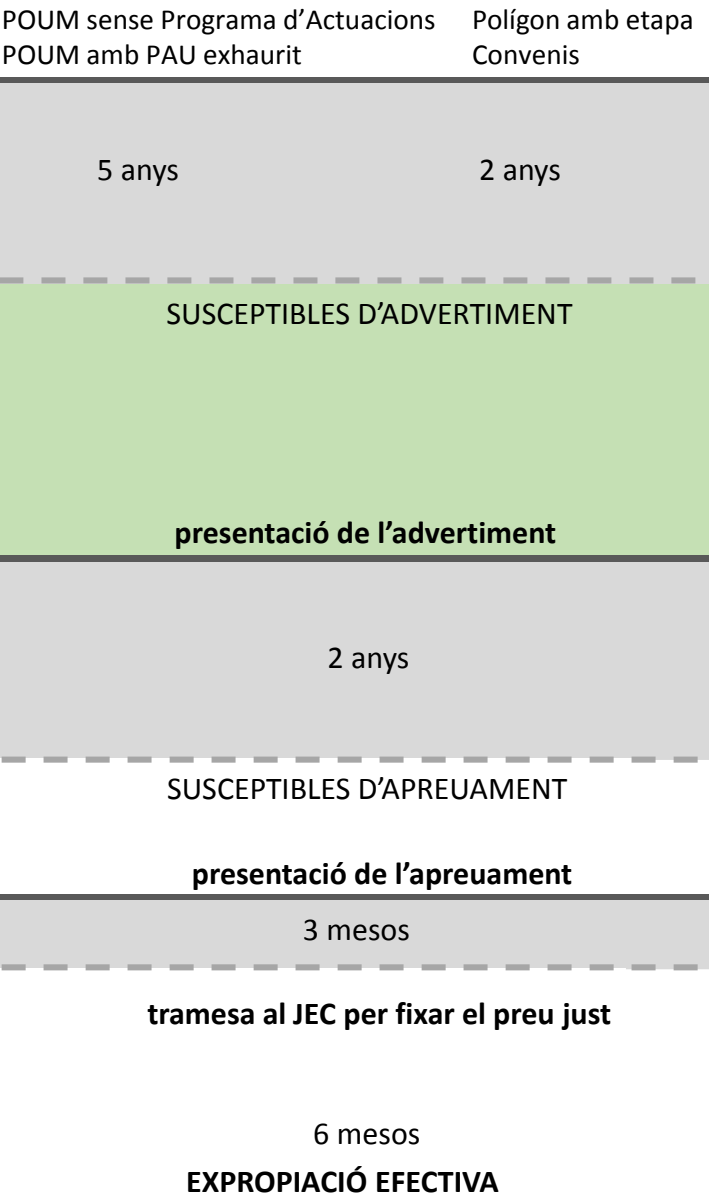 POUM sense Programa d’Actuacions Polígon amb etapa
POUM amb PAU exhaurit Convenis
5 anys 2 anys
SUSCEPTIBLES D’ADVERTIMENT
presentació de l’advertiment
2 anys
SUSCEPTIBLES D’APREUAMENT
presentació de l’apreuament
3 mesos
tramesa al JEC per fixar el preu just
6 mesos
EXPROPIACIÓ EFECTIVA